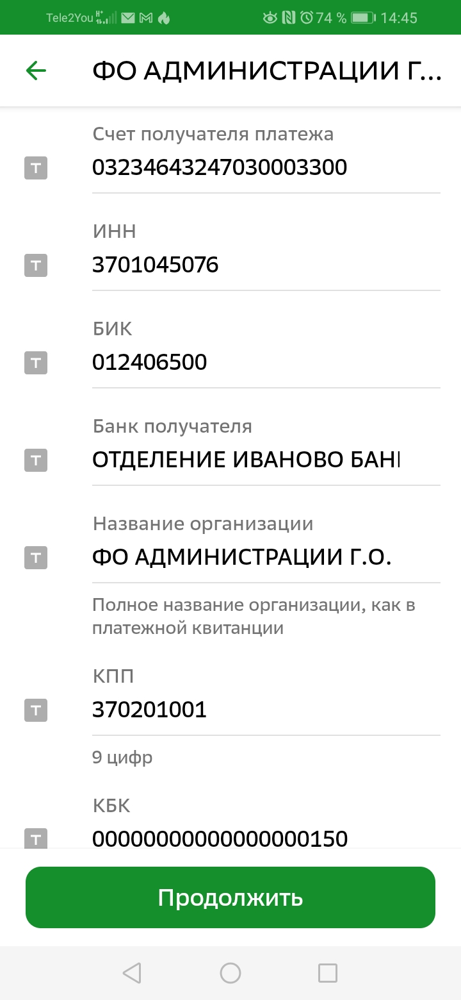 Tele2You H+ 74 % 14:45
ФО АДМИНИСТРАЦИИ Г...
Счет получателя платежа
T 03234643247030003300
ИНН
T 3701045076
БИК
T 012406500
Банк получателя
T ОТДЕЛЕНИЕ ИВАНОВО БАН
Название организации
T ФО АДМИНИСТРАЦИИ Г.О.
Полное название организации, как в
платежной квитанции
КПП
T 370201001
9 цифр
КБК
T 00000000000000000150
Продолжить